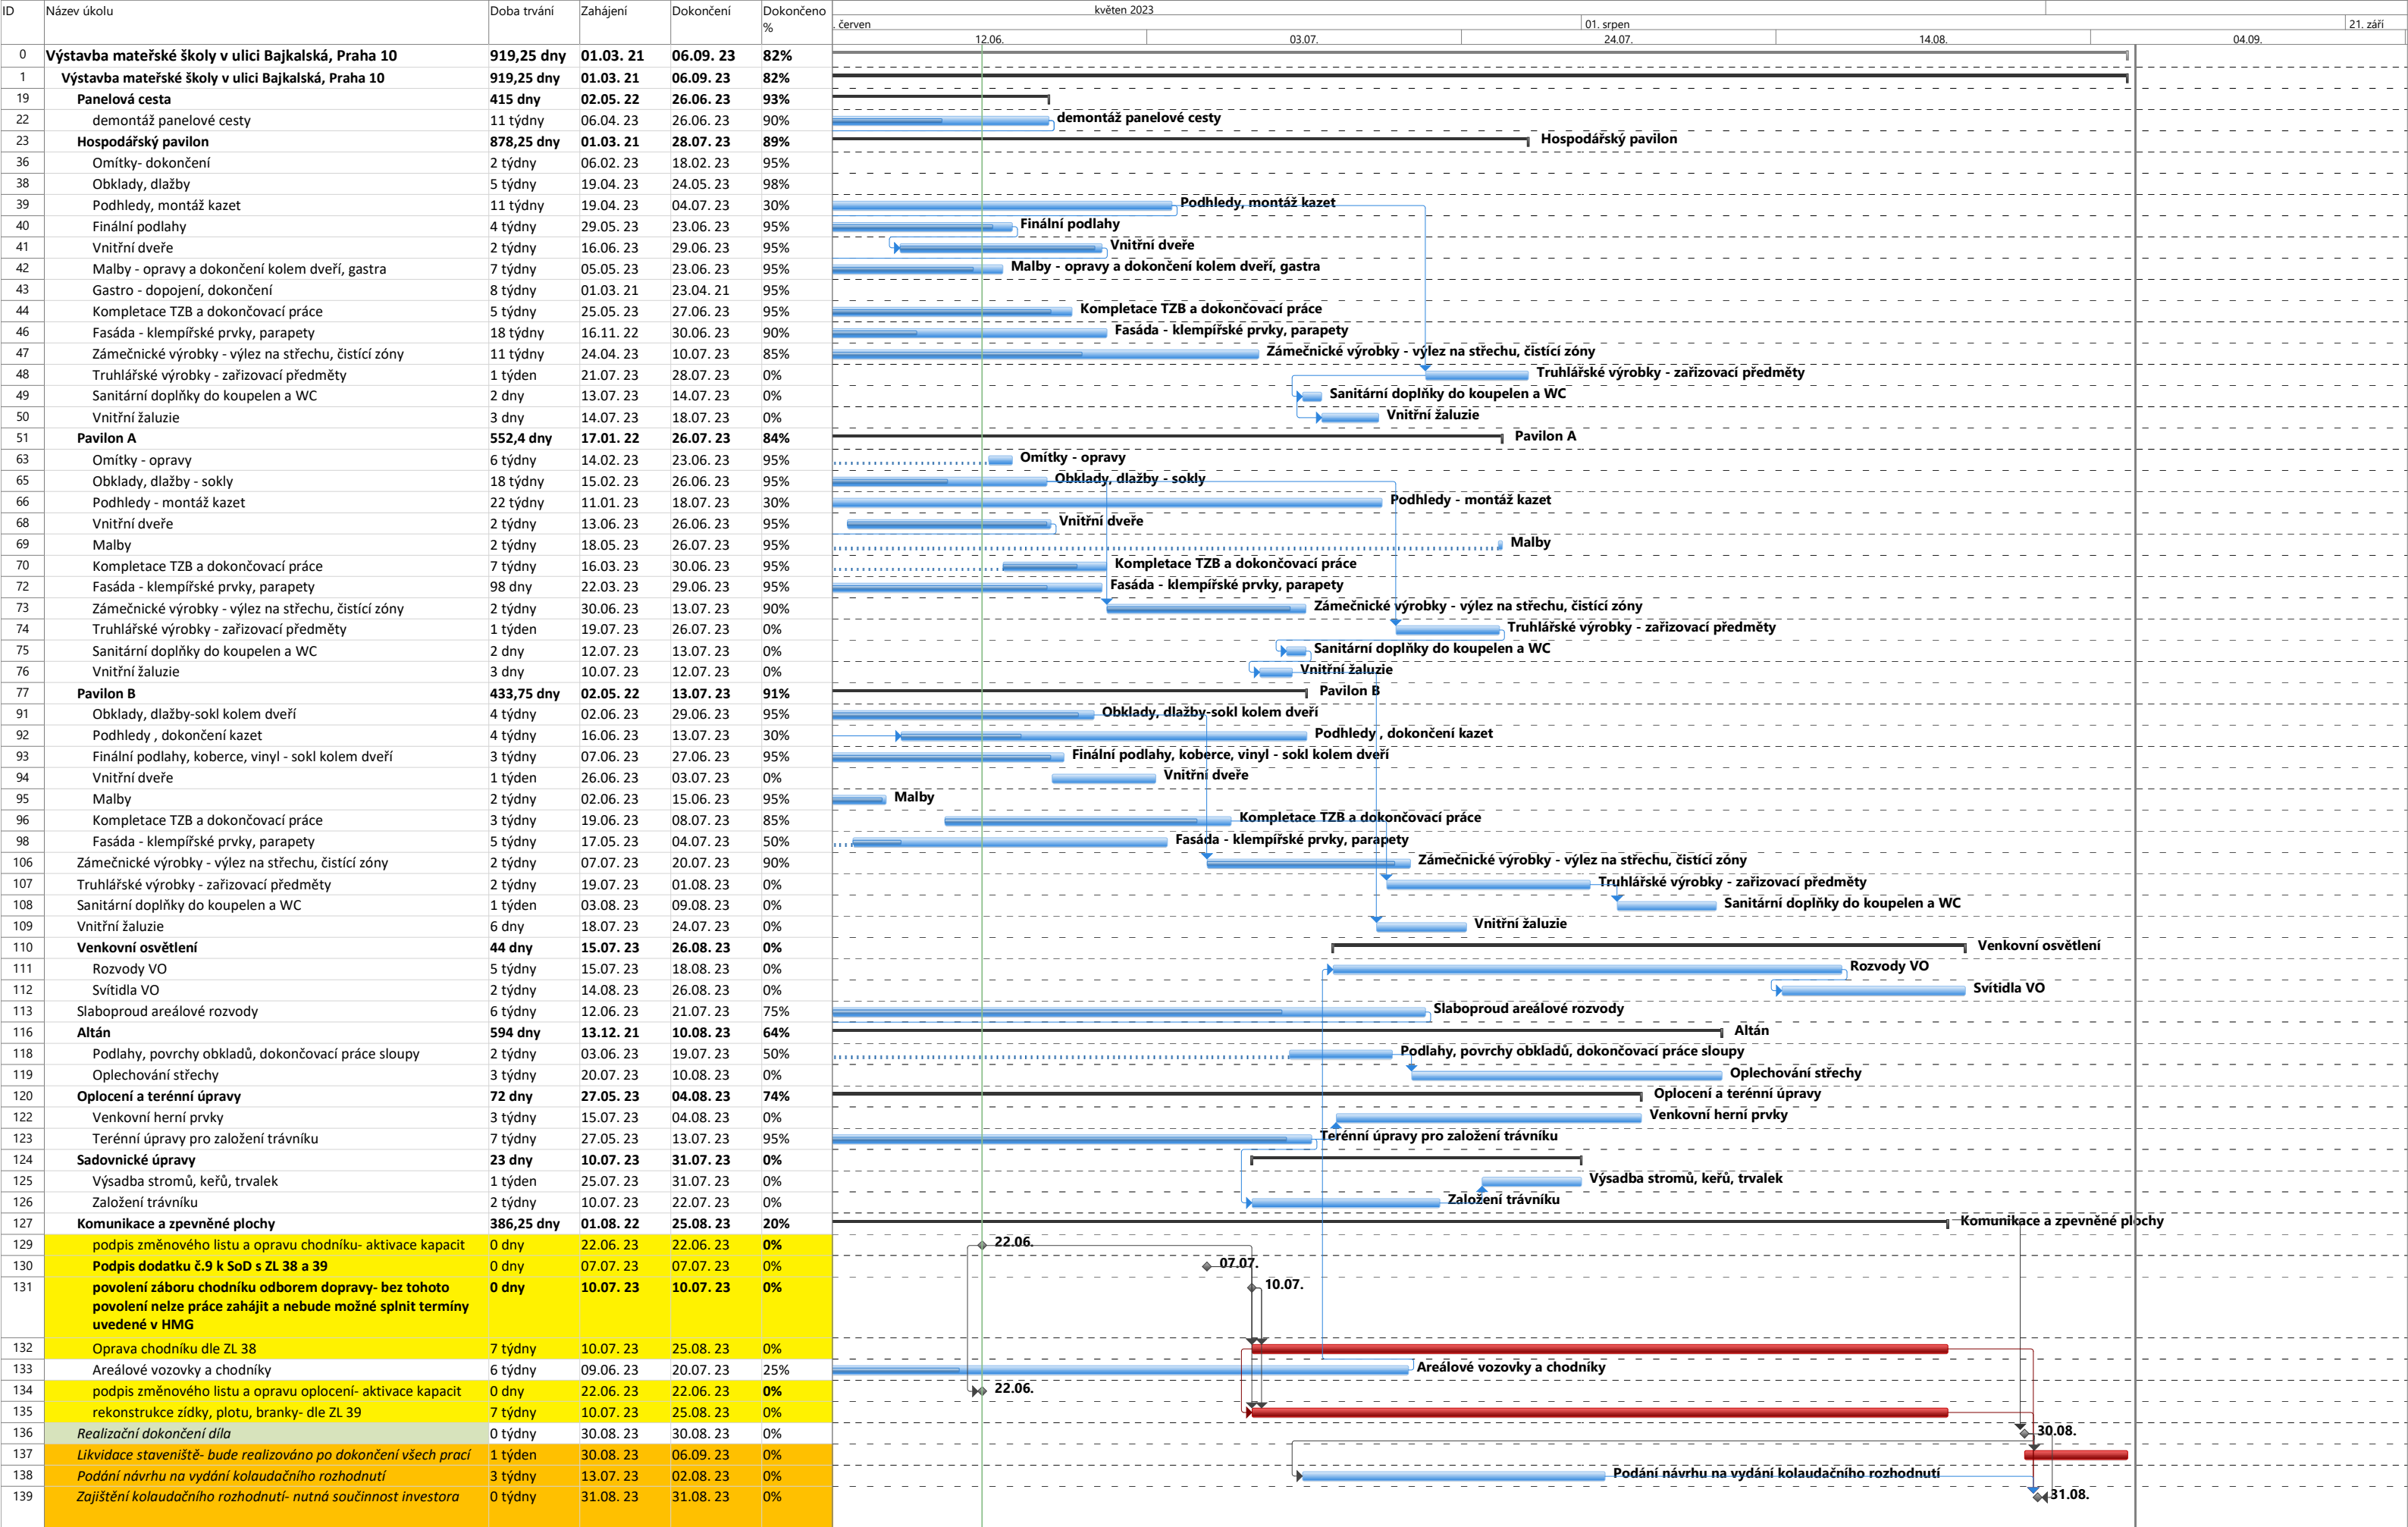 ID Název úkolu Doba trvání Zahájení Dokončení Dokončeno %
květen 2023
. červen 01. srpen 21. září
12.06. 03.07. 24.07. 14.08. 04.09.
0 Výstavba mateřské školy v ulici Bajkalská, Praha 10 919,25 dny 01.03. 21 06.09. 23 82%
1 Výstavba mateřské školy v ulici Bajkalská, Praha 10 919,25 dny 01.03. 21 06.09. 23 82%
19 Panelová cesta 415 dny 02.05. 22 26.06. 23 93%
22 demontáž panelové cesty 11 týdny 06.04. 23 26.06. 23 90% demontáž panelové cesty
23 Hospodářský pavilon 878,25 dny 01.03. 21 28.07. 23 89% Hospodářský pavilon
36 Omítky- dokončení 2 týdny 06.02. 23 18.02. 23 95%
38 Obklady, dlažby 5 týdny 19.04. 23 24.05. 23 98%
39 Podhledy, montáž kazet 11 týdny 19.04. 23 04.07. 23 30% Podhledy, montáž kazet
40 Finální podlahy 4 týdny 29.05. 23 23.06. 23 95% Finální podlahy
41 Vnitřní dveře 2 týdny 16.06. 23 29.06. 23 95% Vnitřní dveře
42 Malby - opravy a dokončení kolem dveří, gastra 7 týdny 05.05. 23 23.06. 23 95% Malby - opravy a dokončení kolem dveří, gastra
43 Gastro - dopojení, dokončení 8 týdny 01.03. 21 23.04. 21 95%
44 Kompletace TZB a dokončovací práce 5 týdny 25.05. 23 27.06. 23 95% Kompletace TZB a dokončovací práce
46 Fasáda - klempířské prvky, parapety 18 týdny 16.11. 22 30.06. 23 90% Fasáda - klempířské prvky, parapety
47 Zámečnické výrobky - výlez na střechu, čistící zóny 11 týdny 24.04. 23 10.07. 23 85% Zámečnické výrobky - výlez na střechu, čistící zóny
48 Truhlářské výrobky - zařizovací předměty 1 týden 21.07. 23 28.07. 23 0% Truhlářské výrobky - zařizovací předměty
49 Sanitární doplňky do koupelen a WC 2 dny 13.07. 23 14.07. 23 0% Sanitární doplňky do koupelen a WC
50 Vnitřní žaluzie 3 dny 14.07. 23 18.07. 23 0% Vnitřní žaluzie
51 Pavilon A 552,4 dny 17.01. 22 26.07. 23 84% Pavilon A
63 Omítky - opravy 6 týdny 14.02. 23 23.06. 23 95% Omítky - opravy
65 Obklady, dlažby - sokly 18 týdny 15.02. 23 26.06. 23 95% Obklady, dlažby - sokly
66 Podhledy - montáž kazet 22 týdny 11.01. 23 18.07. 23 30% Podhledy - montáž kazet
68 Vnitřní dveře 2 týdny 13.06. 23 26.06. 23 95% Vnitřní dveře
69 Malby 2 týdny 18.05. 23 26.07. 23 95% Malby
70 Kompletace TZB a dokončovací práce 7 týdny 16.03. 23 30.06. 23 95% Kompletace TZB a dokončovací práce
72 Fasáda - klempířské prvky, parapety 98 dny 22.03. 23 29.06. 23 95% Fasáda - klempířské prvky, parapety
73 Zámečnické výrobky - výlez na střechu, čistící zóny 2 týdny 30.06. 23 13.07. 23 90% Zámečnické výrobky - výlez na střechu, čistící zóny
74 Truhlářské výrobky - zařizovací předměty 1 týden 19.07. 23 26.07. 23 0% Truhlářské výrobky - zařizovací předměty
75 Sanitární doplňky do koupelen a WC 2 dny 12.07. 23 13.07. 23 0% Sanitární doplňky do koupelen a WC
76 Vnitřní žaluzie 3 dny 10.07. 23 12.07. 23 0% Vnitřní žaluzie
77 Pavilon B 433,75 dny 02.05. 22 13.07. 23 91% Pavilon B
91 Obklady, dlažby-sokl kolem dveří 4 týdny 02.06. 23 29.06. 23 95% Obklady, dlažby-sokl kolem dveří
92 Podhledy , dokončení kazet 4 týdny 16.06. 23 13.07. 23 30% Podhledy , dokončení kazet
93 Finální podlahy, koberce, vinyl - sokl kolem dveří 3 týdny 07.06. 23 27.06. 23 95% Finální podlahy, koberce, vinyl - sokl kolem dveří
94 Vnitřní dveře 1 týden 26.06. 23 03.07. 23 0% Vnitřní dveře
95 Malby 2 týdny 02.06. 23 15.06. 23 95% Malby
96 Kompletace TZB a dokončovací práce 3 týdny 19.06. 23 08.07. 23 85% Kompletace TZB a dokončovací práce
98 Fasáda - klempířské prvky, parapety 5 týdny 17.05. 23 04.07. 23 50% Fasáda - klempířské prvky, parapety
106 Zámečnické výrobky - výlez na střechu, čistící zóny 2 týdny 07.07. 23 20.07. 23 90% Zámečnické výrobky - výlez na střechu, čistící zóny
107 Truhlářské výrobky - zařizovací předměty 2 týdny 19.07. 23 01.08. 23 0% Truhlářské výrobky - zařizovací předměty
108 Sanitární doplňky do koupelen a WC 1 týden 03.08. 23 09.08. 23 0% Sanitární doplňky do koupelen a WC
109 Vnitřní žaluzie 6 dny 18.07. 23 24.07. 23 0% Vnitřní žaluzie
110 Venkovní osvětlení 44 dny 15.07. 23 26.08. 23 0% Venkovní osvětlení
111 Rozvody VO 5 týdny 15.07. 23 18.08. 23 0% Rozvody VO
112 Svítidla VO 2 týdny 14.08. 23 26.08. 23 0% Svítidla VO
113 Slaboproud areálové rozvody 6 týdny 12.06. 23 21.07. 23 75% Slaboproud areálové rozvody
116 Altán 594 dny 13.12. 21 10.08. 23 64% Altán
118 Podlahy, povrchy obkladů, dokončovací práce sloupy 2 týdny 03.06. 23 19.07. 23 50% Podlahy, povrchy obkladů, dokončovací práce sloupy
119 Oplechování střechy 3 týdny 20.07. 23 10.08. 23 0% Oplechování střechy
120 Oplocení a terénní úpravy 72 dny 27.05. 23 04.08. 23 74% Oplocení a terénní úpravy
122 Venkovní herní prvky 3 týdny 15.07. 23 04.08. 23 0% Venkovní herní prvky
123 Terénní úpravy pro založení trávníku 7 týdny 27.05. 23 13.07. 23 95% Terénní úpravy pro založení trávníku
124 Sadovnické úpravy 23 dny 10.07. 23 31.07. 23 0%
125 Výsadba stromů, keřů, trvalek 1 týden 25.07. 23 31.07. 23 0% Výsadba stromů, keřů, trvalek
126 Založení trávníku 2 týdny 10.07. 23 22.07. 23 0% Založení trávníku
127 Komunikace a zpevněné plochy 386,25 dny 01.08. 22 25.08. 23 20% Komunikace a zpevněné plochy
129 podpis změnového listu a opravu chodníku- aktivace kapacit 0 dny 22.06. 23 22.06. 23 0% 22.06.
130 Podpis dodatku č.9 k SoD s ZL 38 a 39 0 dny 07.07. 23 07.07. 23 0% 07.07.
131 povolení záboru chodníku odborem dopravy- bez tohoto 0 dny 10.07. 23 10.07. 23 0% 10.07.
povolení nelze práce zahájit a nebude možné splnit termíny
uvedené v HMG
132 Oprava chodníku dle ZL 38 7 týdny 10.07. 23 25.08. 23 0%
133 Areálové vozovky a chodníky 6 týdny 09.06. 23 20.07. 23 25% Areálové vozovky a chodníky
134 podpis změnového listu a opravu oplocení- aktivace kapacit 0 dny 22.06. 23 22.06. 23 0% 22.06.
135 rekonstrukce zídky, plotu, branky- dle ZL 39 7 týdny 10.07. 23 25.08. 23 0%
136 Realizační dokončení díla 0 týdny 30.08. 23 30.08. 23 0% 30.08.
137 Likvidace staveniště- bude realizováno po dokončení všech prací 1 týden 30.08. 23 06.09. 23 0%
138 Podání návrhu na vydání kolaudačního rozhodnutí 3 týdny 13.07. 23 02.08. 23 0% Podání návrhu na vydání kolaudačního rozhodnutí
139 Zajištění kolaudačního rozhodnutí- nutná součinnost investora 0 týdny 31.08. 23 31.08. 23 0% 31.08.